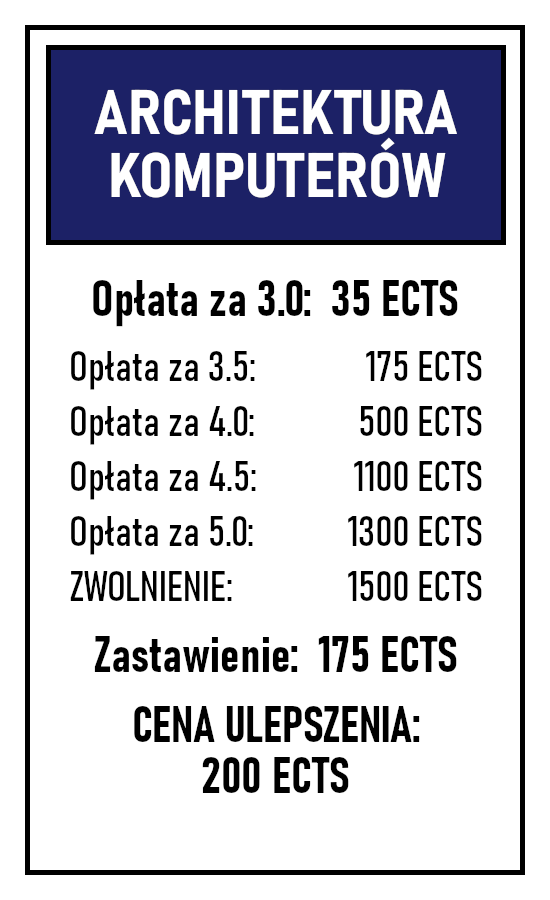 ARCHITEKTURA
KOMPUTERÓW
Opłata za 3.0: 35 ECTS
Opłata za 3.5: 175 ECTS
Opłata za 4.0: 500 ECTS
Opłata za 4.5: 1100 ECTS
Opłata za 5.0: 1300 ECTS
ZWOLNIENIE: 1500 ECTS
Zastawienie: 175 ECTS
CENA ULEPSZENIA:
200 ECTS